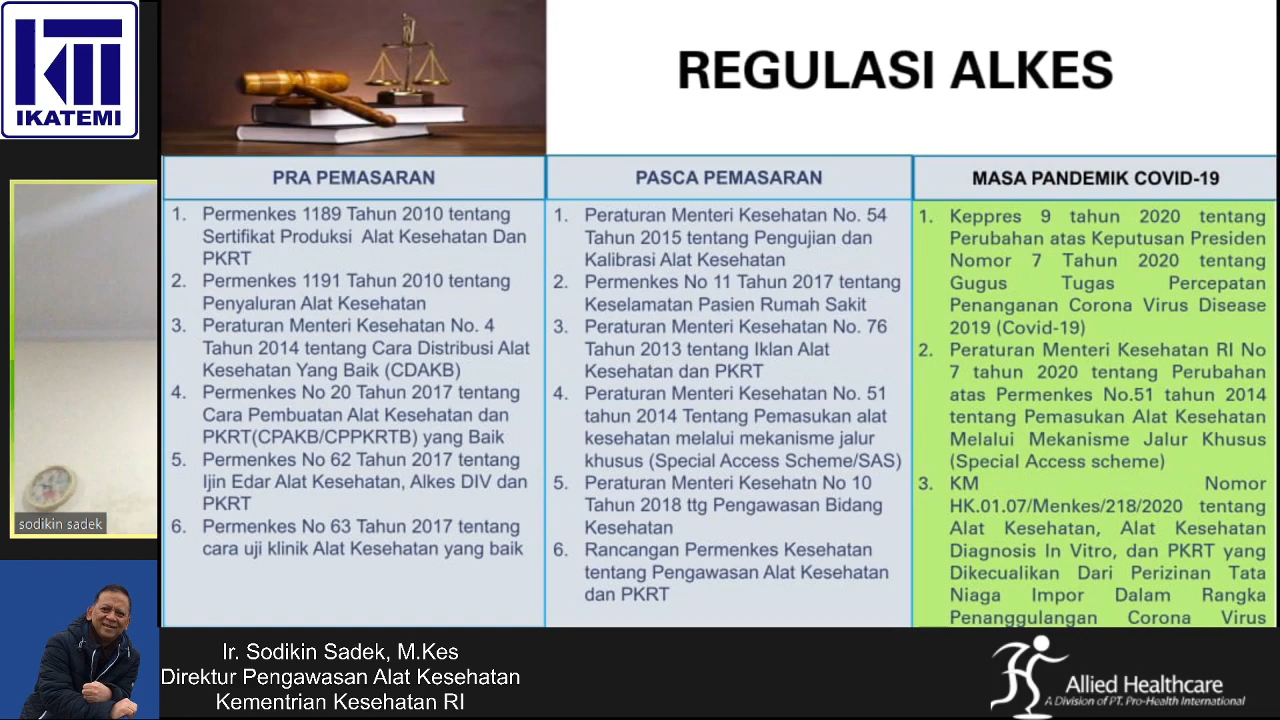 KTI
IKATEMI
REGULASI ALKES
PRA PEMASARAN
1. Permenkes 1189 Tahun 2010 tentang
Sertifikat Produksi Alat Kesehatan Dan
PKRT
2. Permenkes 1191 Tahun 2010 tentang
Penyaluran Alat Kesehatan
3. Peraturan Menteri Kesehatan No. 4
Tahun 2014 tentang Cara Distribusi Alat
Kesehatan Yang Baik (CDAKB)
4. Permenkes No 20 Tahun 2017 tentang
Cara Pembuatan Alat Kesehatan dan
PKRT(CPAKB/CPPKRTB) yang Baik
5. Permenkes No 62 Tahun 2017 tentang
Ijin Edar Alat Kesehatan, Alkes DIV dan
PKRT
6. Permenkes No 63 Tahun 2017 tentang
cara uji klinik Alat Kesehatan yang baik
PASCA PEMASARAN
1. Peraturan Menteri Kesehatan No. 54
Tahun 2015 tentang Pengujian dan
Kalibrasi Alat Kesehatan
2. Permenkes No 11 Tahun 2017 tentang
Keselamatan Pasien Rumah Sakit
3. Peraturan Menteri Kesehatan No. 76
Tahun 2013 tentang Iklan Alat
Kesehatan dan PKRT
4. Peraturan Menteri Kesehatan No. 51
tahun 2014 Tentang Pemasukan alat
kesehatan melalui mekanisme jalur
khusus (Special Access Scheme/SAS)
5. Peraturan Menteri Kesehatn No 10
Tahun 2018 ttg Pengawasan Bidang
Kesehatan
6. Rancangan Permenkes Kesehatan
tentang Pengawasan Alat Kesehatan
dan PKRT
MASA PANDEMIK COVID-19
1. Keppres 9 tahun 2020 tentang
Perubahan atas Keputusan Presiden
Nomor 7 Tahun 2020 tentang
Gugus Tugas Percepatan
Penanganan Corona Virus Disease
2019 (Covid-19)
2. Peraturan Menteri Kesehatan RI No
7 tahun 2020 tentang Perubahan
atas Permenkes No.51 tahun 2014
tentang Pemasukan Alat Kesehatan
Melalui Mekanisme Jalur Khusus
(Special Access scheme)
3. KM Nomor
HK.01.07/Menkes/218/2020 tentang
Alat Kesehatan, Alat Kesehatan
Diagnosis In Vitro, dan PKRT yang
Dikecualikan Dari Perizinan Tata
Niaga Impor Dalam Rangka
Penanggulangan Corona Virus
sodikin sadek
Ir. Sodikin Sadek, M.Kes
Direktur Pengawasan Alat Kesehatan
Kementrian Kesehatan RI
Allied Healthcare
A Division of PT. Pro-Health International